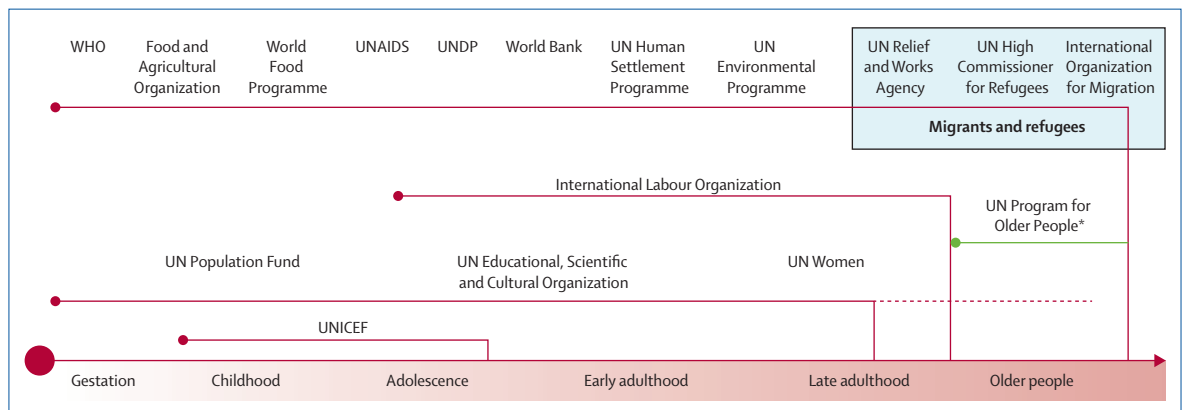 WHO
Food and
Agricultural
Organization
World
Food
Programme
UNAIDS
UNDP
World Bank
UN Human
Settlement
Programme
UN
Environmental
Programme
UN Relief
and Works
Agency
UN High
Commissioner
for Refugees
International
Organization
for Migration
Migrants and refugees
International Labour Organization
UN Program for
Older People*
UN Population Fund
UN Educational, Scientific
and Cultural Organization
UN Women
UNICEF
Gestation
Childhood
Adolescence
Early adulthood
Late adulthood
Older people